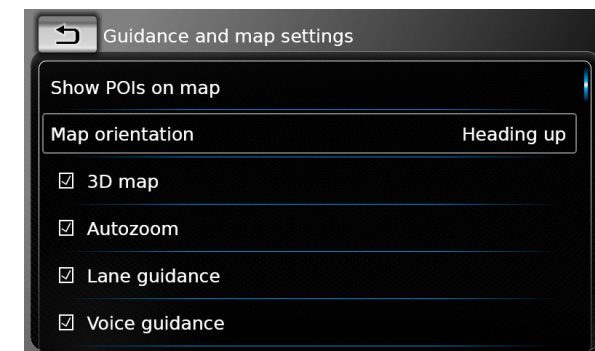 Guidance and map settings
Show POIs on map
Map orientation Heading up
3D map
Autozoom
Lane guidance
Voice guidance